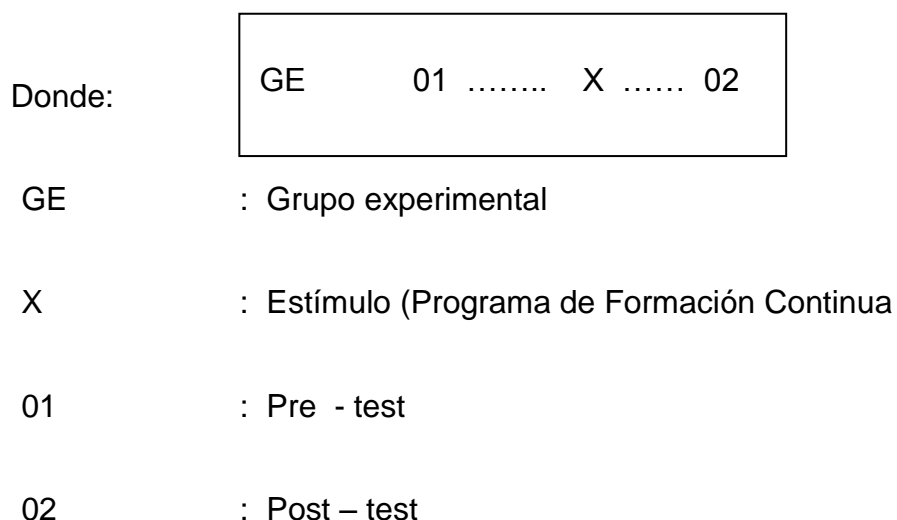 GE 01 …….. X …… 02
Donde:
GE : Grupo experimental
X : Estímulo (Programa de Formación Continua
01 : Pre - test
02 : Post – test